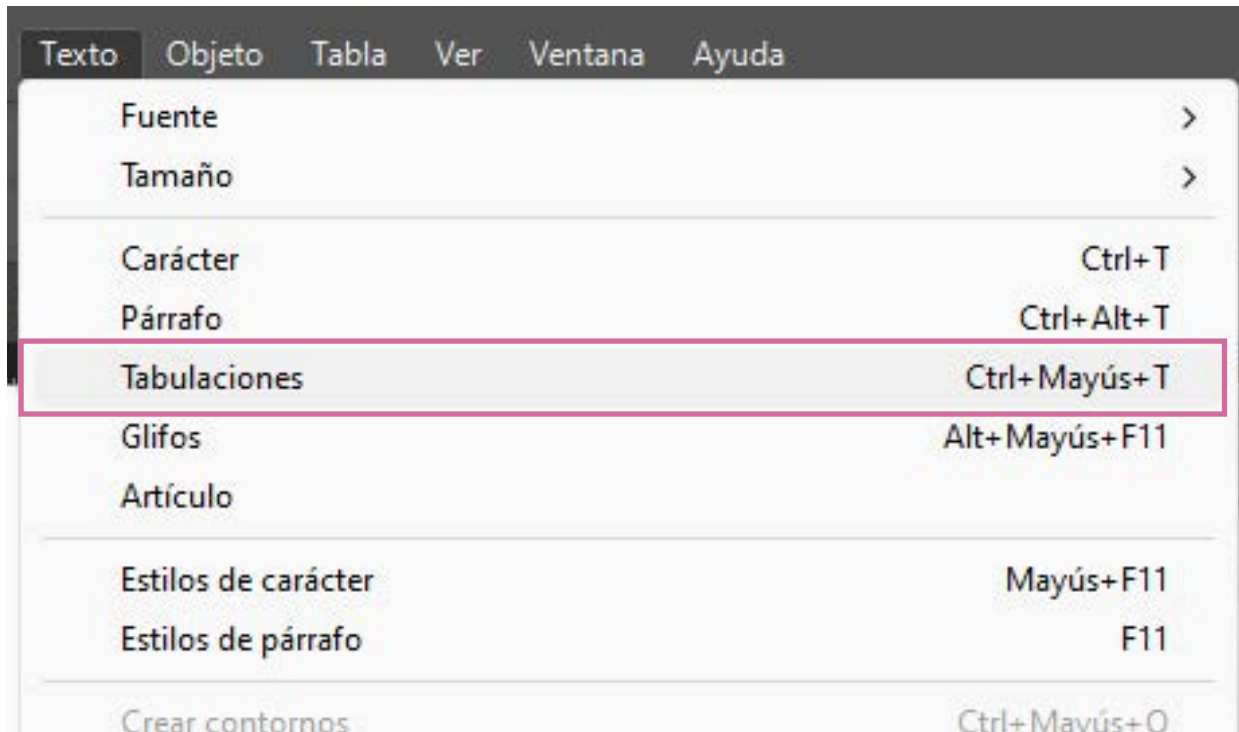 Texto Objeto Tabla Ver Ventana Ayuda
Fuente
Tamaño
Carácter Ctrl+T
Párrafo Ctrl+Alt+T
Tabulaciones Ctrl+Mayús+T
Glifos Alt+Mayús+F11
Artículo
Estilos de carácter Mayús+F11
Estilos de párrafo F11
Crear contornos Ctrl+Mayús+O